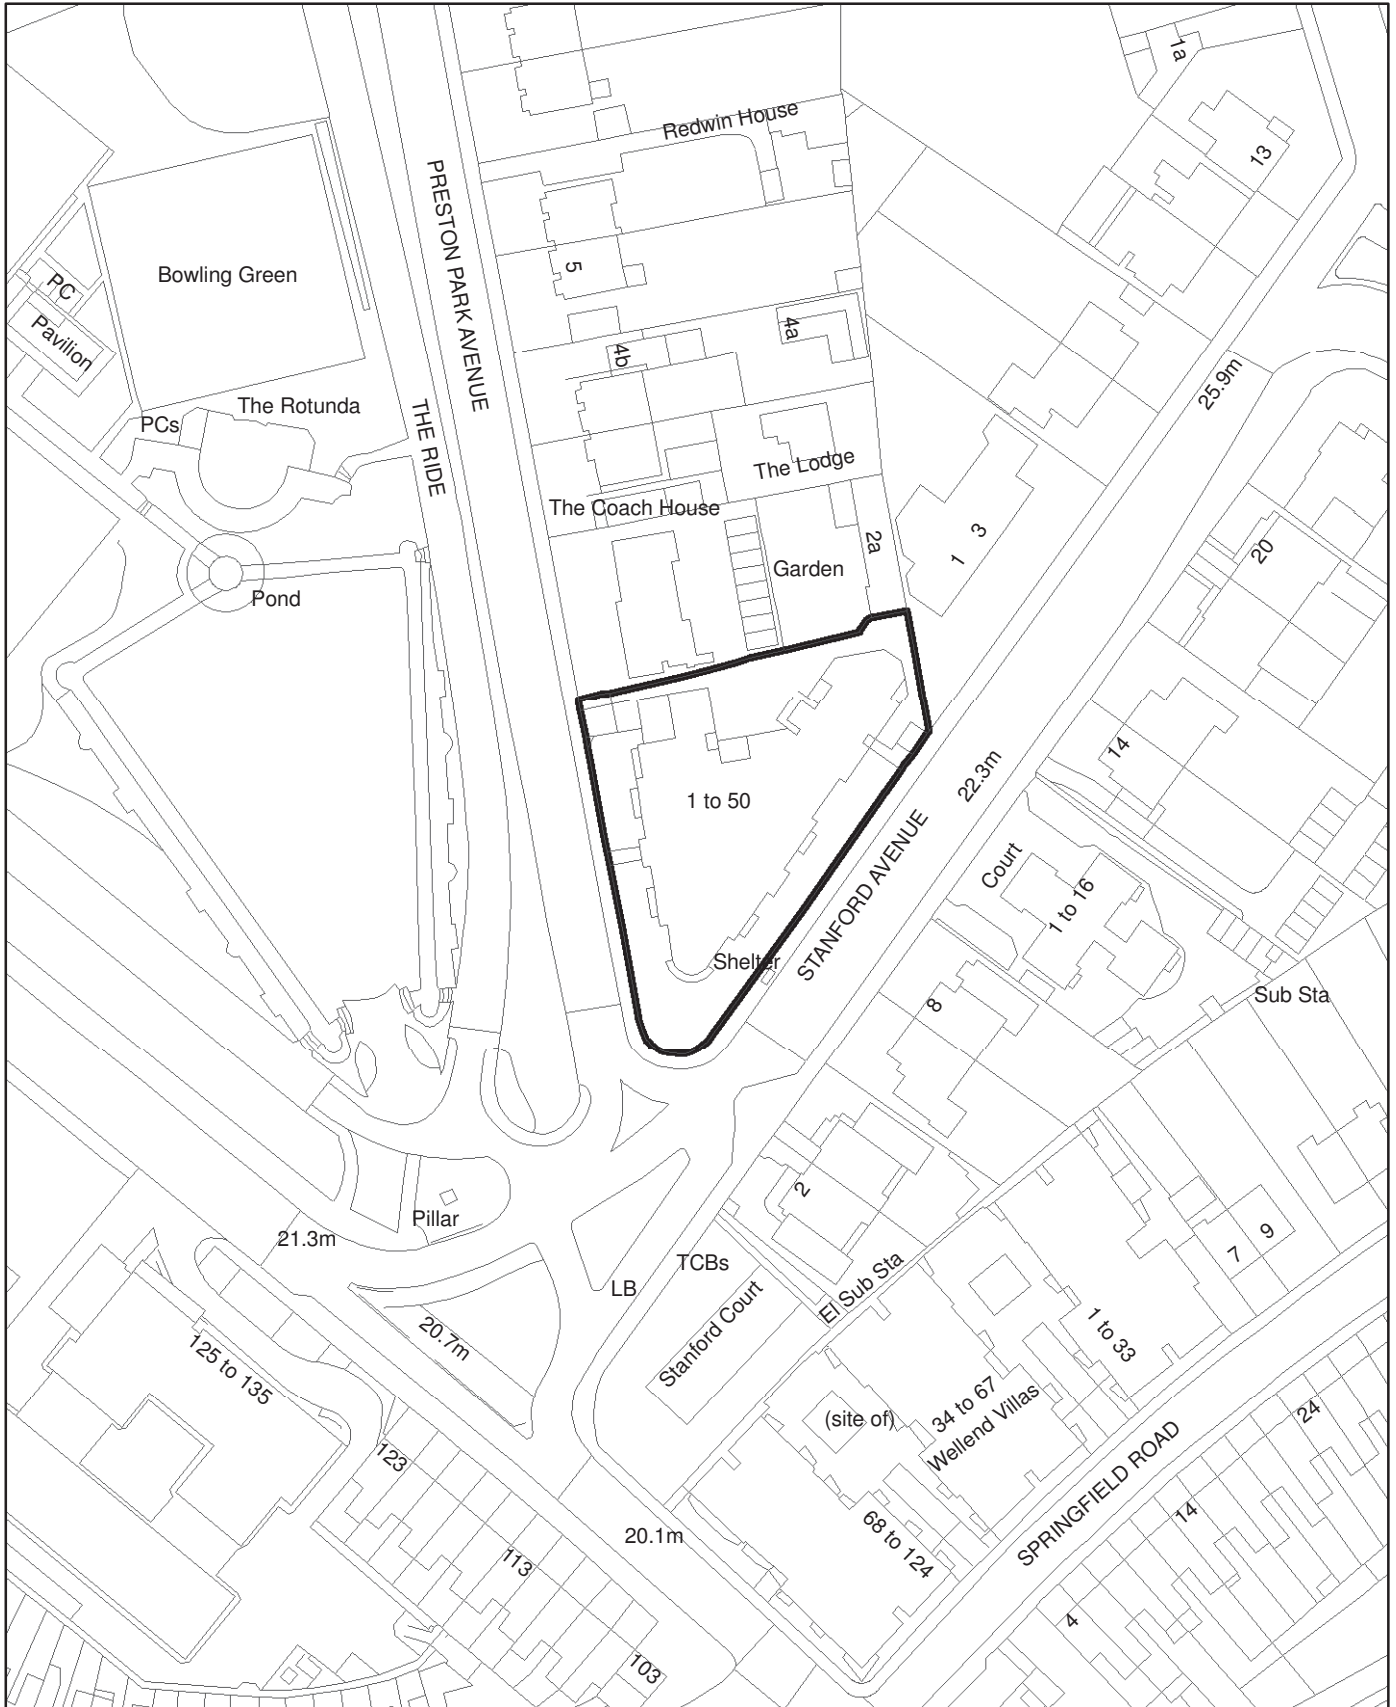 1a
Redwin House
13
PRESTON PARK AVENUE
Bowling Green
5
PC
Pavilion
4a
4b
25.9m
The Rotunda
PCs
THE RIDE
The Lodge
The Coach House
2a
1
3
20
Garden
Pond
14
22.3m
1 to 50
STANFORD AVENUE
Court
1 to 16
Shelter
8
Sub Sta
2
Pillar
21.3m
7
9
TCBs
LB
El Sub Sta
Stanford Court
20.7m
1 to 33
125 to 135
34 to 67
Wellend Villas
(site of)
24
123
SPRINGFIELD ROAD
14
20.1m
68 to 124
113
4
103